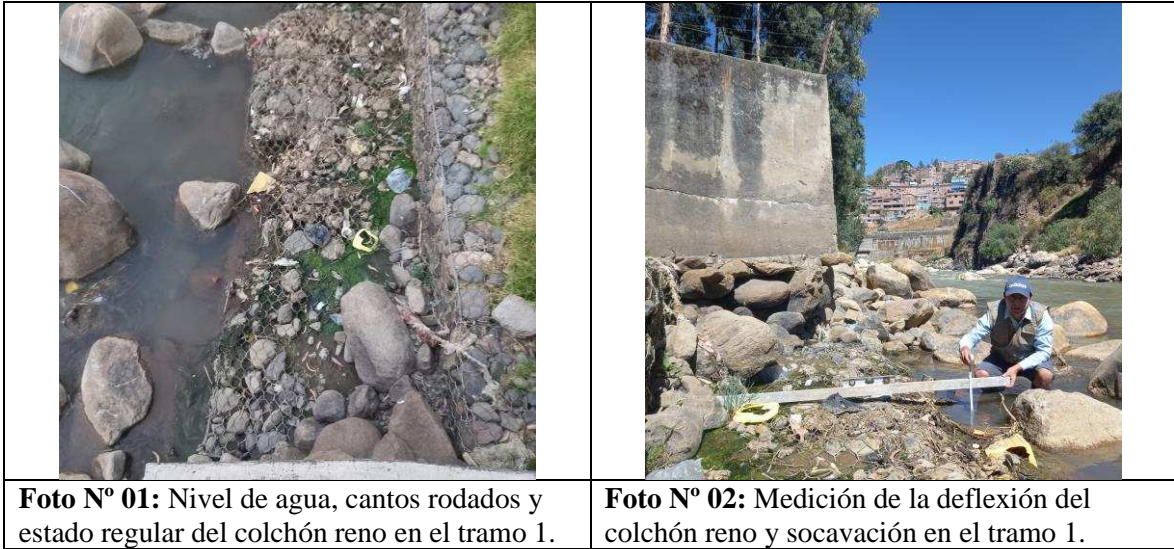 Foto Nº 01: Nivel de agua, cantos rodados y
estado regular del colchón reno en el tramo 1.
Foto Nº 02: Medición de la deflexión del
colchón reno y socavación en el tramo 1.